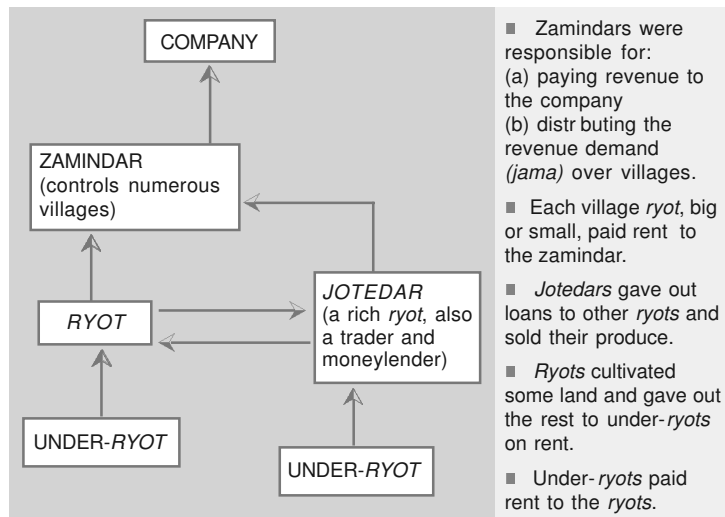 COMPANY
ZAMINDAR
(controls numerous
villages)
RYOT
JOTEDAR
(a rich ryot, also
a trader and
moneylender)
UNDER-RYOT
UNDER-RYOT
■ Zamindars were
responsible for:
(a) paying revenue to
the company
(b) distr buting the
revenue demand
(jama) over villages.
■ Each village ryot, big
or small, paid rent to
the zamindar.
■ Jotedars gave out
loans to other ryots and
sold their produce.
■ Ryots cultivated
some land and gave out
the rest to under-ryots
on rent.
■ Under-ryots paid
rent to the ryots.